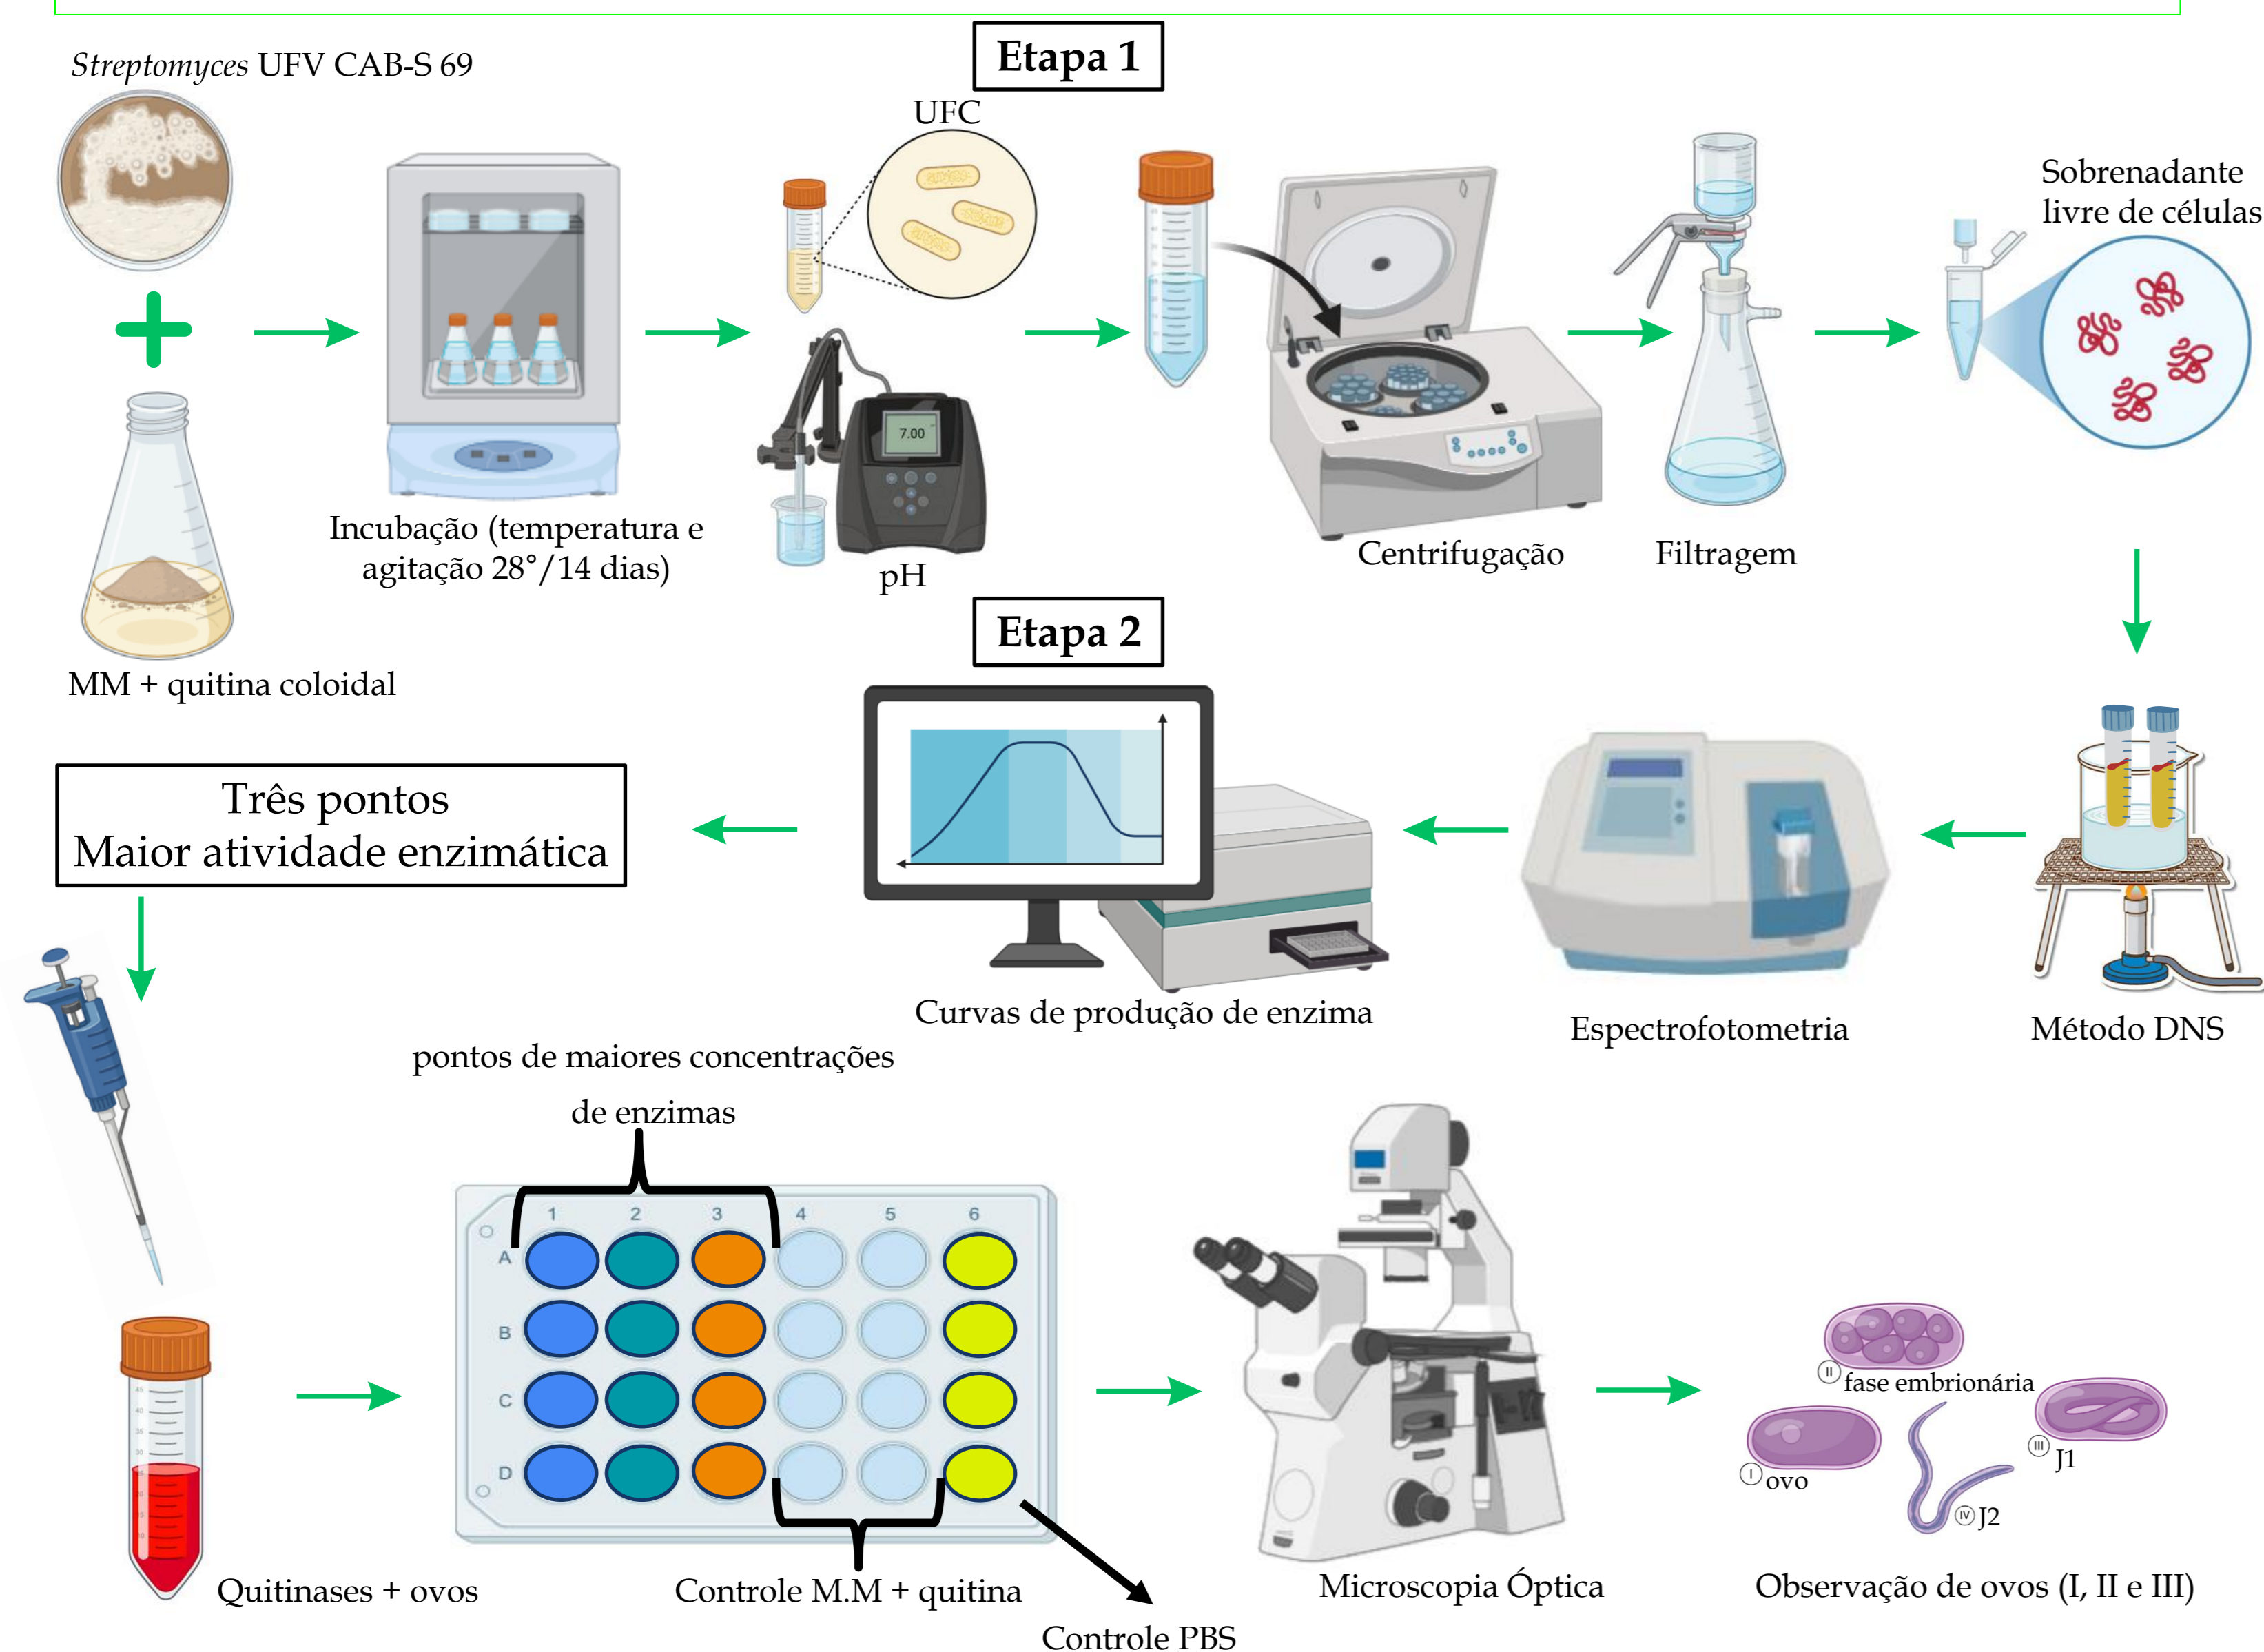 Etapa 1
Streptomyces UFV CAB-S 69
UFC
Sobrenadante
livre de células
7.00
Incubação (temperatura e
agitação 28°/14 dias)
pH
Centrifugação
Filtragem
MM + quitina coloidal
Etapa 2
Três pontos
Maior atividade enzimática
Curvas de produção de enzima
Espectrofotometria
Método DNS
pontos de maiores concentrações
de enzimas
1 2 3 4 5 6
A
B
C
D
II fase embrionária
I ovo
III J1
IV J2
Quitinases + ovos
Controle M.M + quitina
Controle PBS
Microscopia Óptica
Observação de ovos (I, II e III)